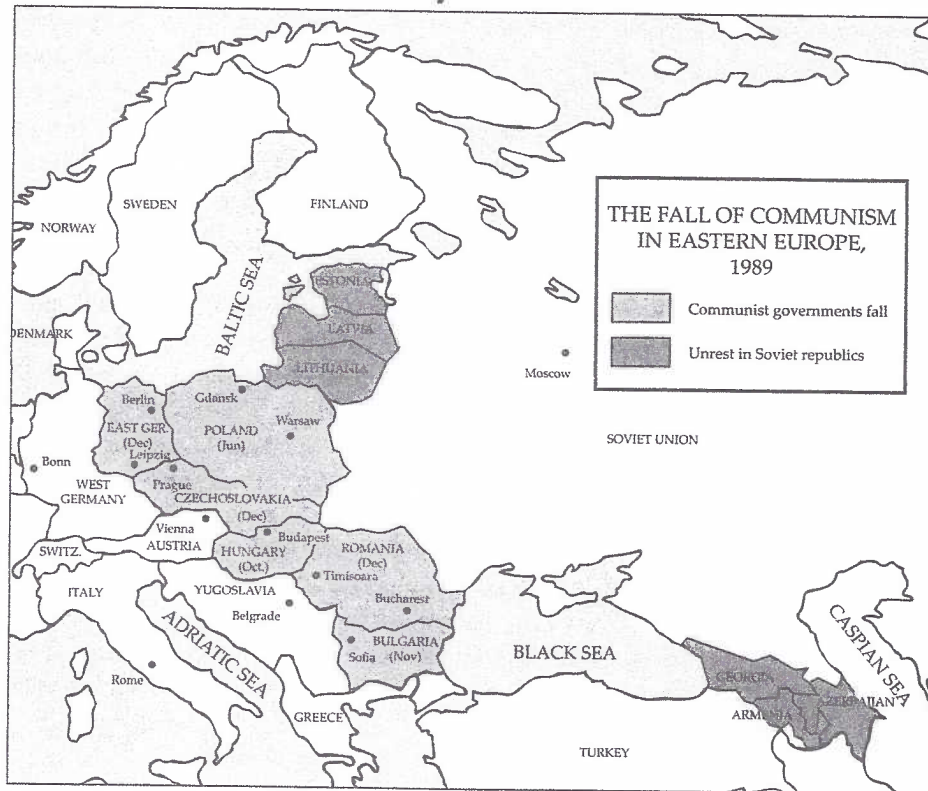 THE FALL OF COMMUNISM
IN EASTERN EUROPE,
1989
Communist governments fall
Unrest in Soviet republics
NORWAY
SWEDEN
FINLAND
BALTIC SEA
ESTONIA
LATVIA
LITHUANIA
DENMARK
Moscow
SOVIET UNION
Berlin
EAST GER.
(Dec)
Leipzig
Gdansk
POLAND
(Jun)
Warsaw
Bonn
WEST
GERMANY
Prague
CZECHOSLOVAKIA
(Dec)
Vienna
AUSTRIA
Budapest
HUNGARY
(Oct.)
ROMANIA
(Dec)
Timisoara
Bucharest
SWITZ.
ITALY
YUGOSLAVIA
Belgrade
BULGARIA
(Nov)
Sofia
ADRIATIC SEA
Rome
GREECE
BLACK SEA
TURKEY
GEORGIA
ARMENIA
AZERBAIJAN
CASPIAN SEA